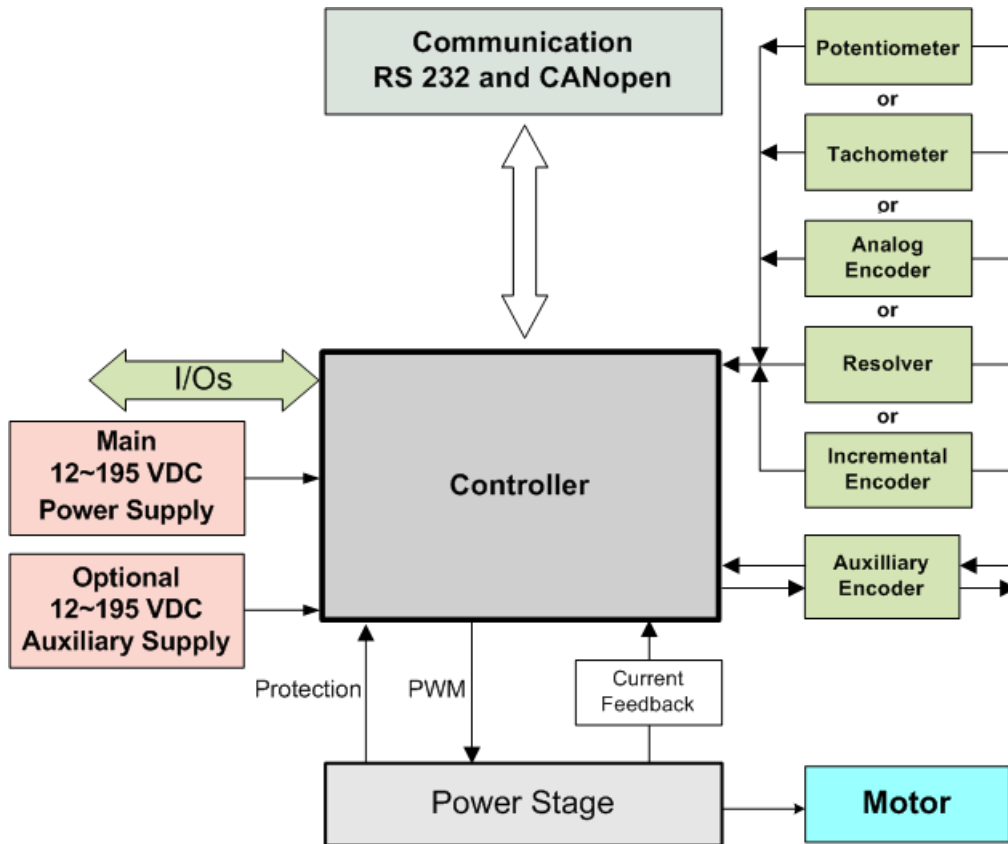 Communication
RS 232 and CANopen
Potentiometer
or
Tachometer
or
Analog
Encoder
or
Resolver
or
Incremental
Encoder
Auxilliary
Encoder
I/Os
Main
12~195 VDC
Power Supply
Optional
12~195 VDC
Auxiliary Supply
Controller
Protection
PWM
Current
Feedback
Power Stage
Motor